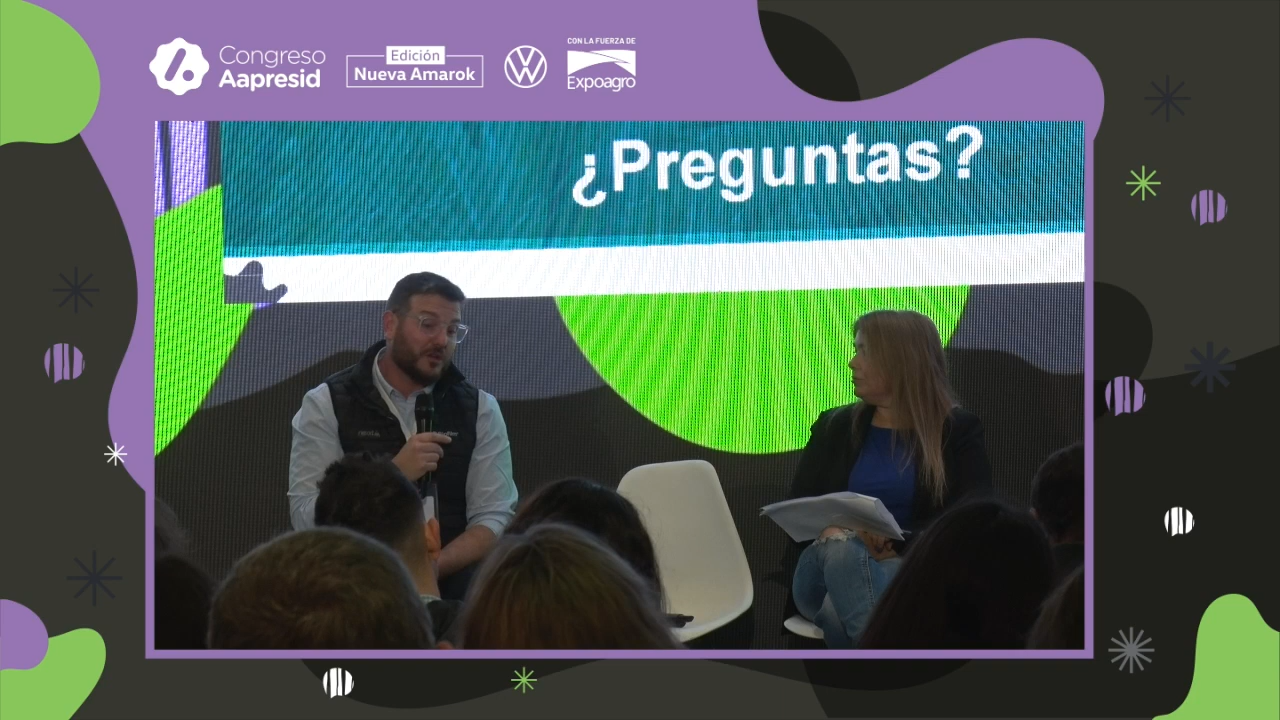 Congreso
Aapresid
Edición
Nueva Amarok
CON LA FUERZA DE
Expoagro
¿Preguntas?